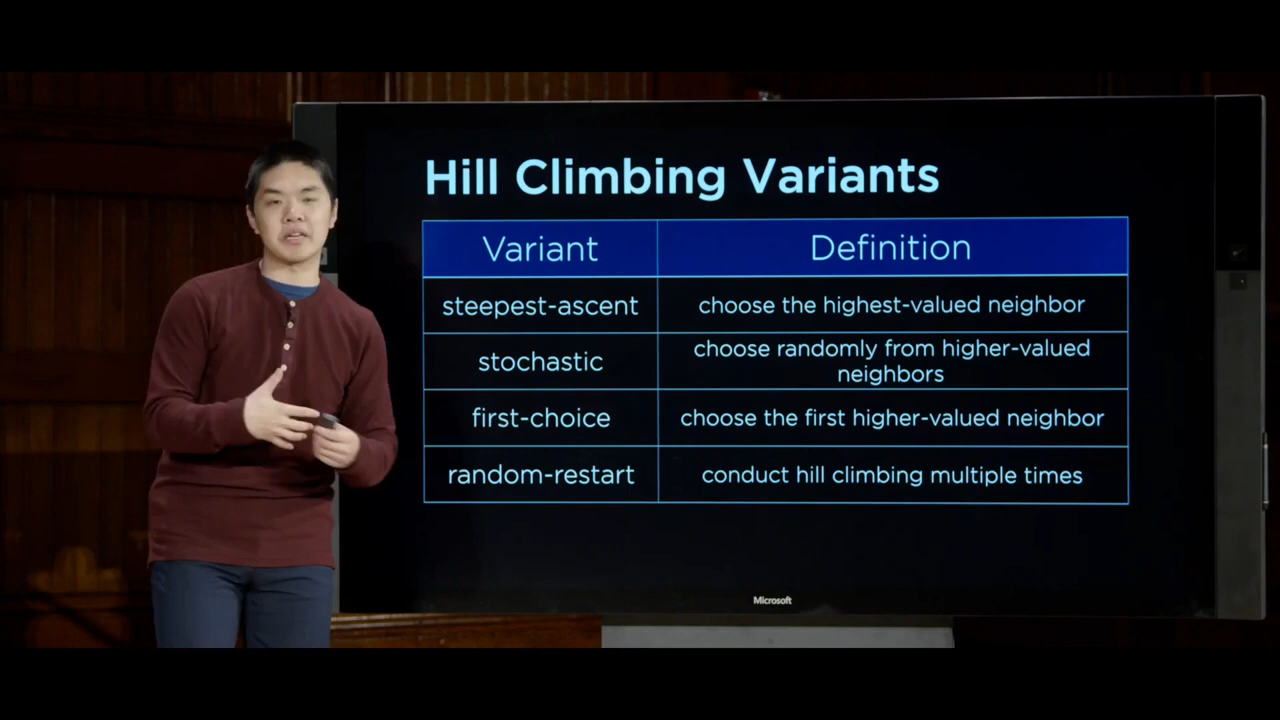 Hill Climbing Variants
Variant Definition
steepest-ascent choose the highest-valued neighbor
stochastic choose randomly from higher-valued
neighbors
first-choice choose the first higher-valued neighbor
random-restart conduct hill climbing multiple times
Microsoft